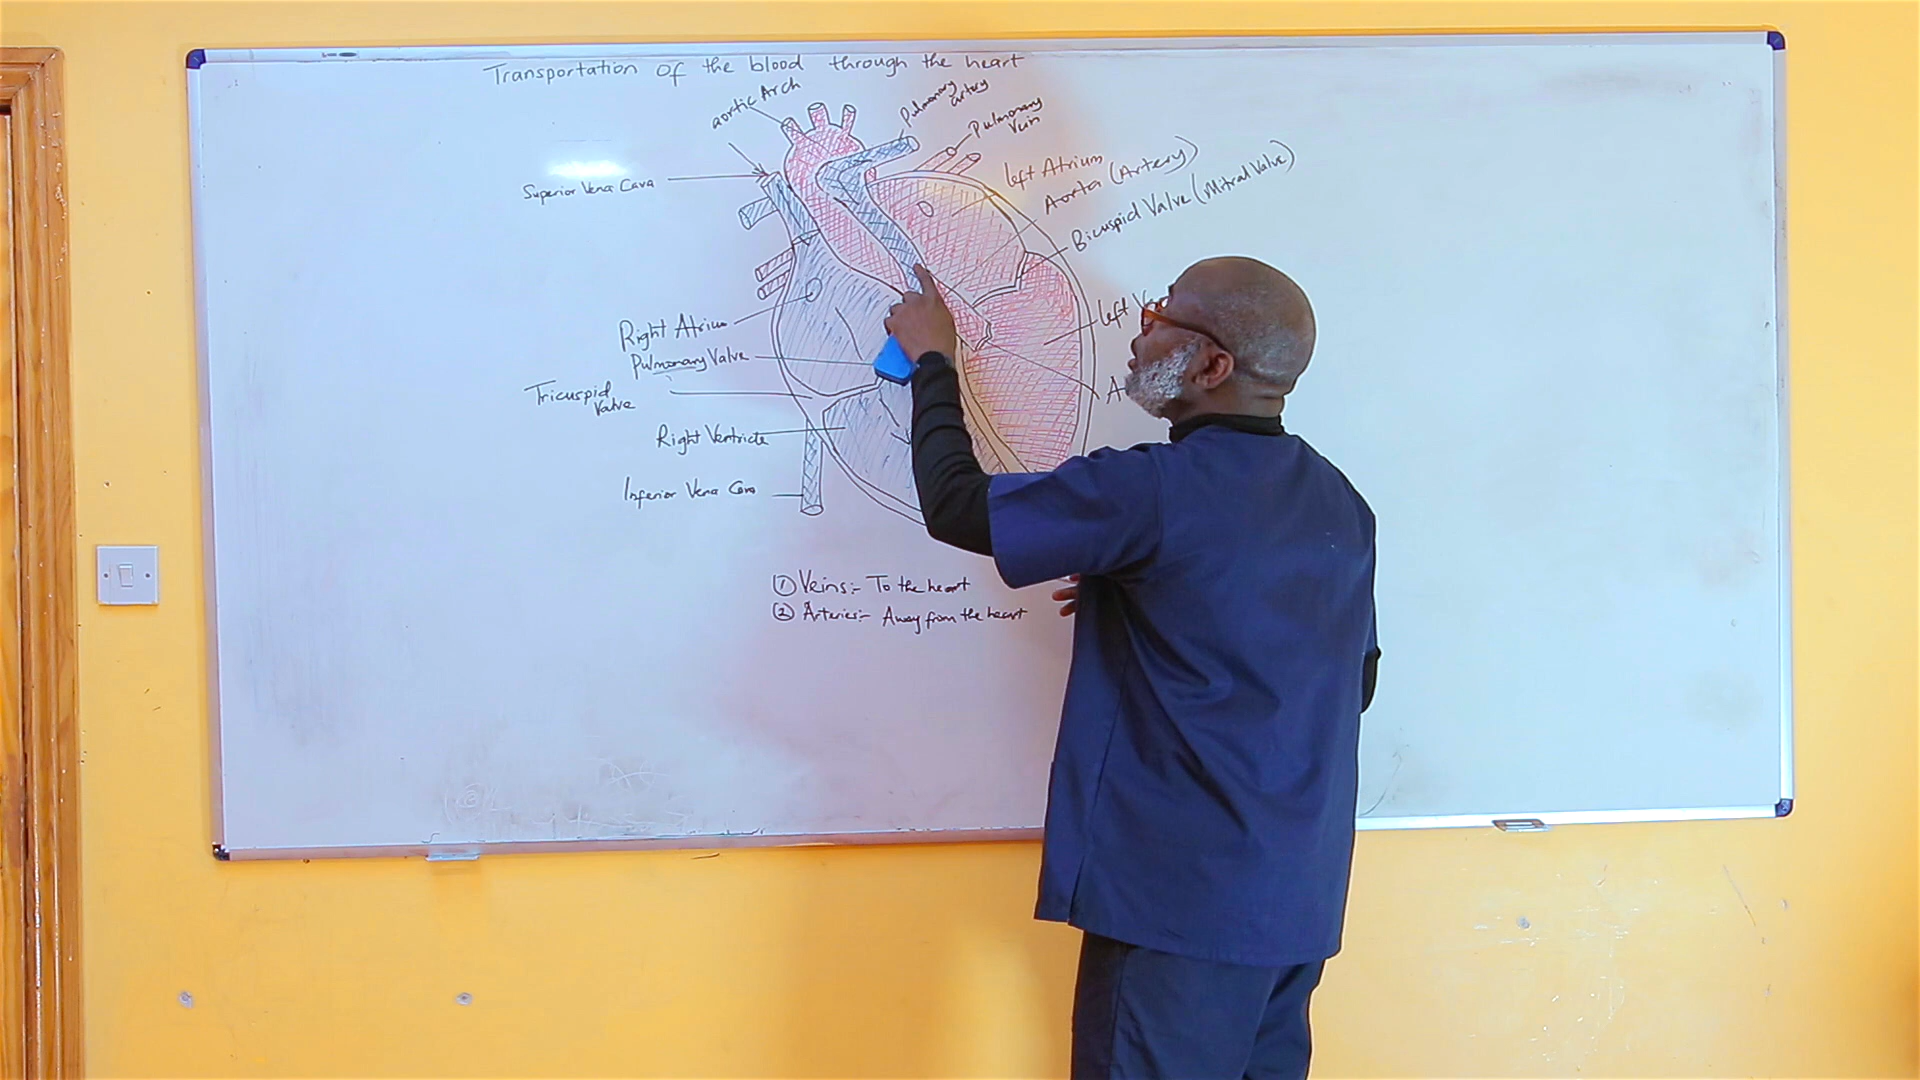 Transportation of the blood through the heart
aortic Arch
Pulmonary
artery
Pulmonary
Vein
Superior Vena Cava
left Atrium
Aorta (Artery)
Bicuspid Valve (Mitral Valve)
left
Right Atrium
Pulmonary Valve
Tricuspid
Valve
Right Ventricle
Inferior Vena Cava
① Veins:- To the heart
② Arteries:- Away from the heart